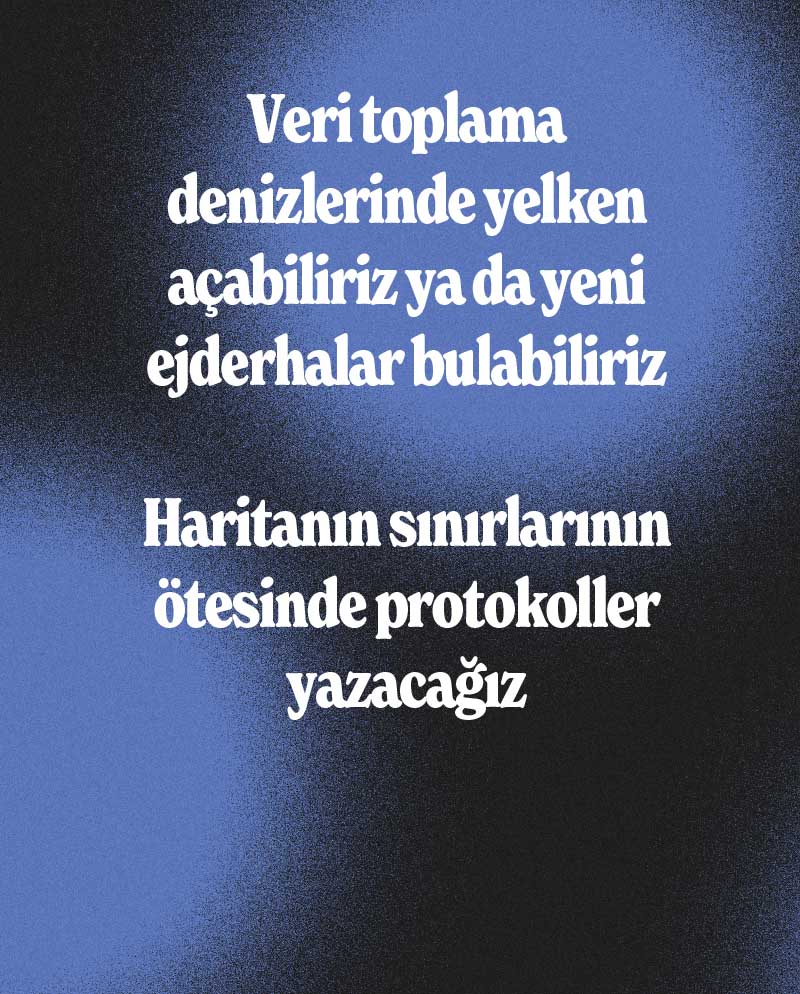 Veri toplama
denizlerinde yelken
açabiliriz ya da yeni
ejderhalar bulabiliriz
Haritanın sınırlarının
ötesinde protokoller
yazacağız